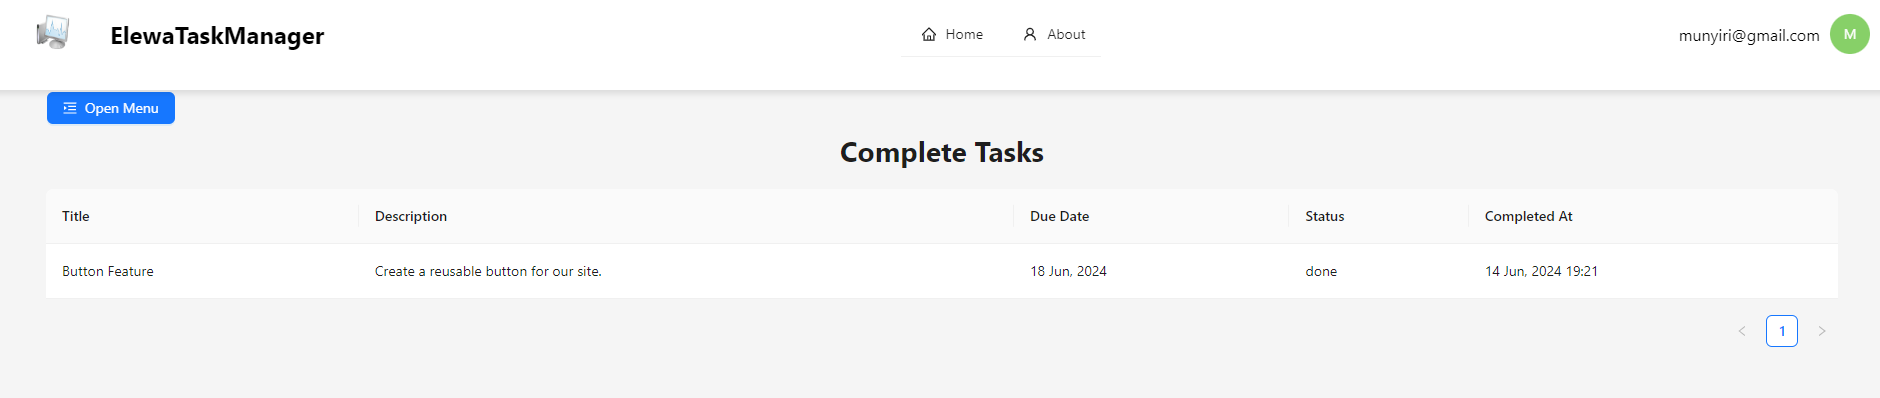 ElewaTaskManager
Home About
munyiri@gmail.com M
Open Menu
Complete Tasks
Title Description Due Date Status Completed At
Button Feature Create a reusable button for our site. 18 Jun, 2024 done 14 Jun, 2024 19:21
1